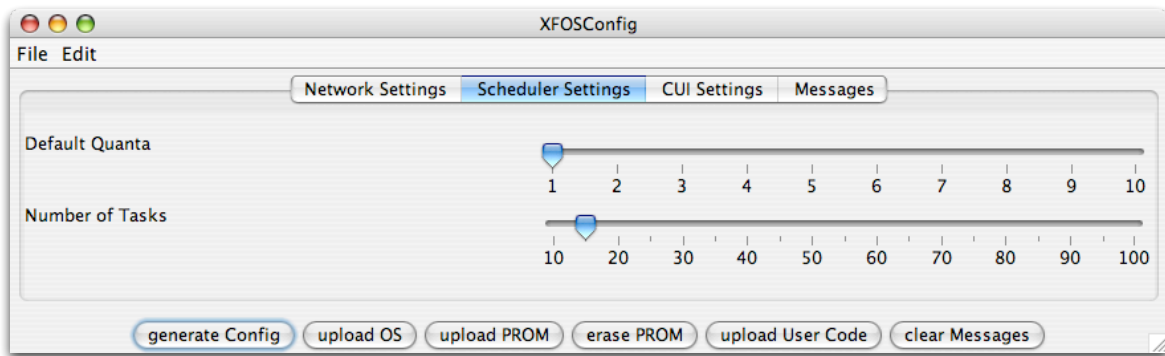 XFOSConfig
File Edit
Network Settings Scheduler Settings CUI Settings Messages
Default Quanta
1 2 3 4 5 6 7 8 9 10
Number of Tasks
10 20 30 40 50 60 70 80 90 100
generate Config upload OS upload PROM erase PROM upload User Code clear Messages